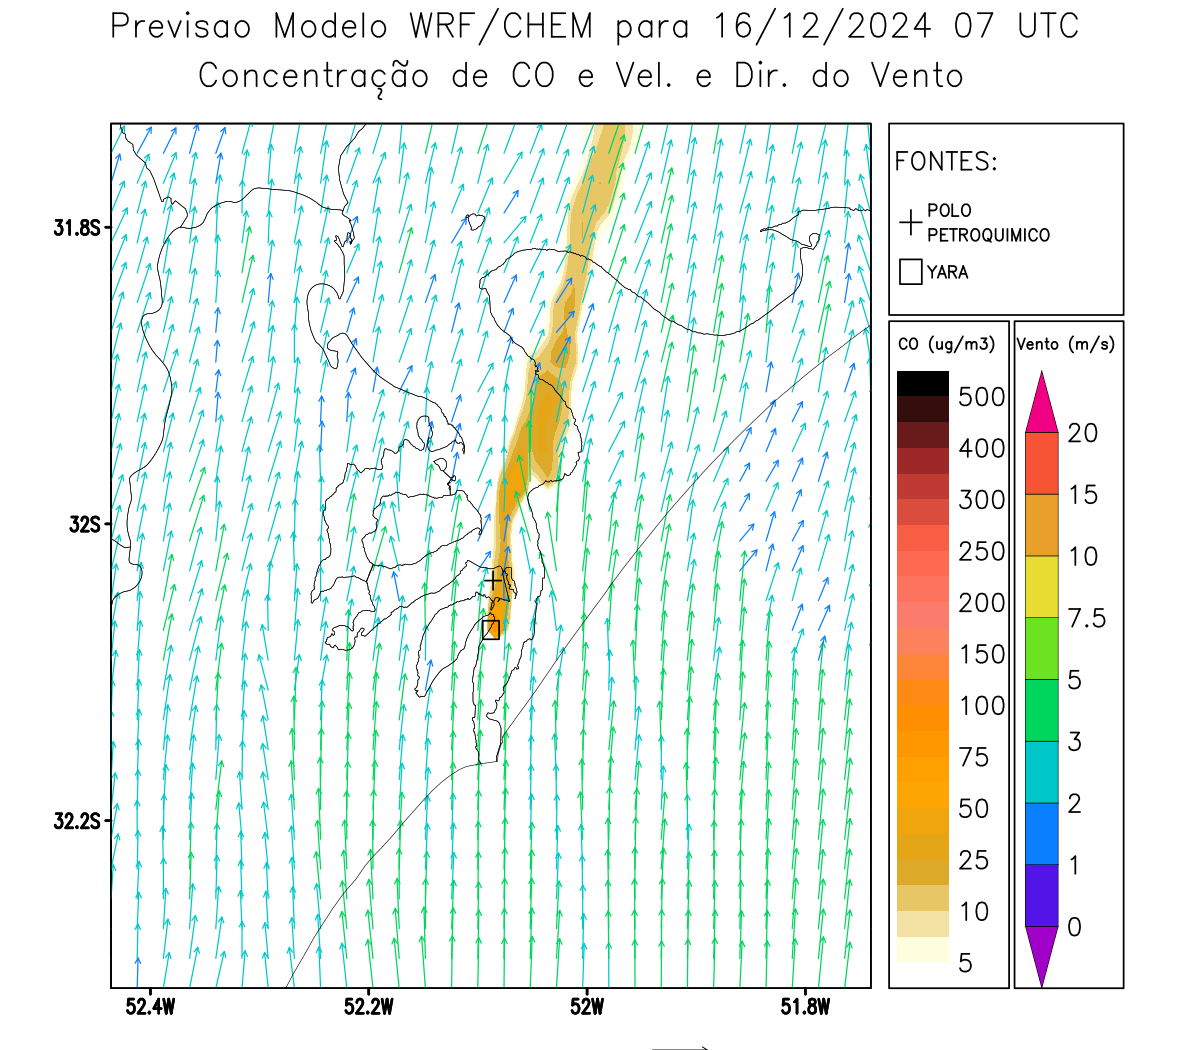 Previsao Modelo WRF/CHEM para 16/12/2024 07 UTC
Concentração de CO e Vel. e Dir. do Vento
FONTES:
POLO
PETROQUIMICO
YARA
CO (ug/m3)
500
400
300
250
200
150
100
75
50
25
10
5
Vento (m/s)
20
15
10
7.5
5
3
2
1
0
31.8S
32S
32.2S
52.4W
52.2W
52W
51.8W